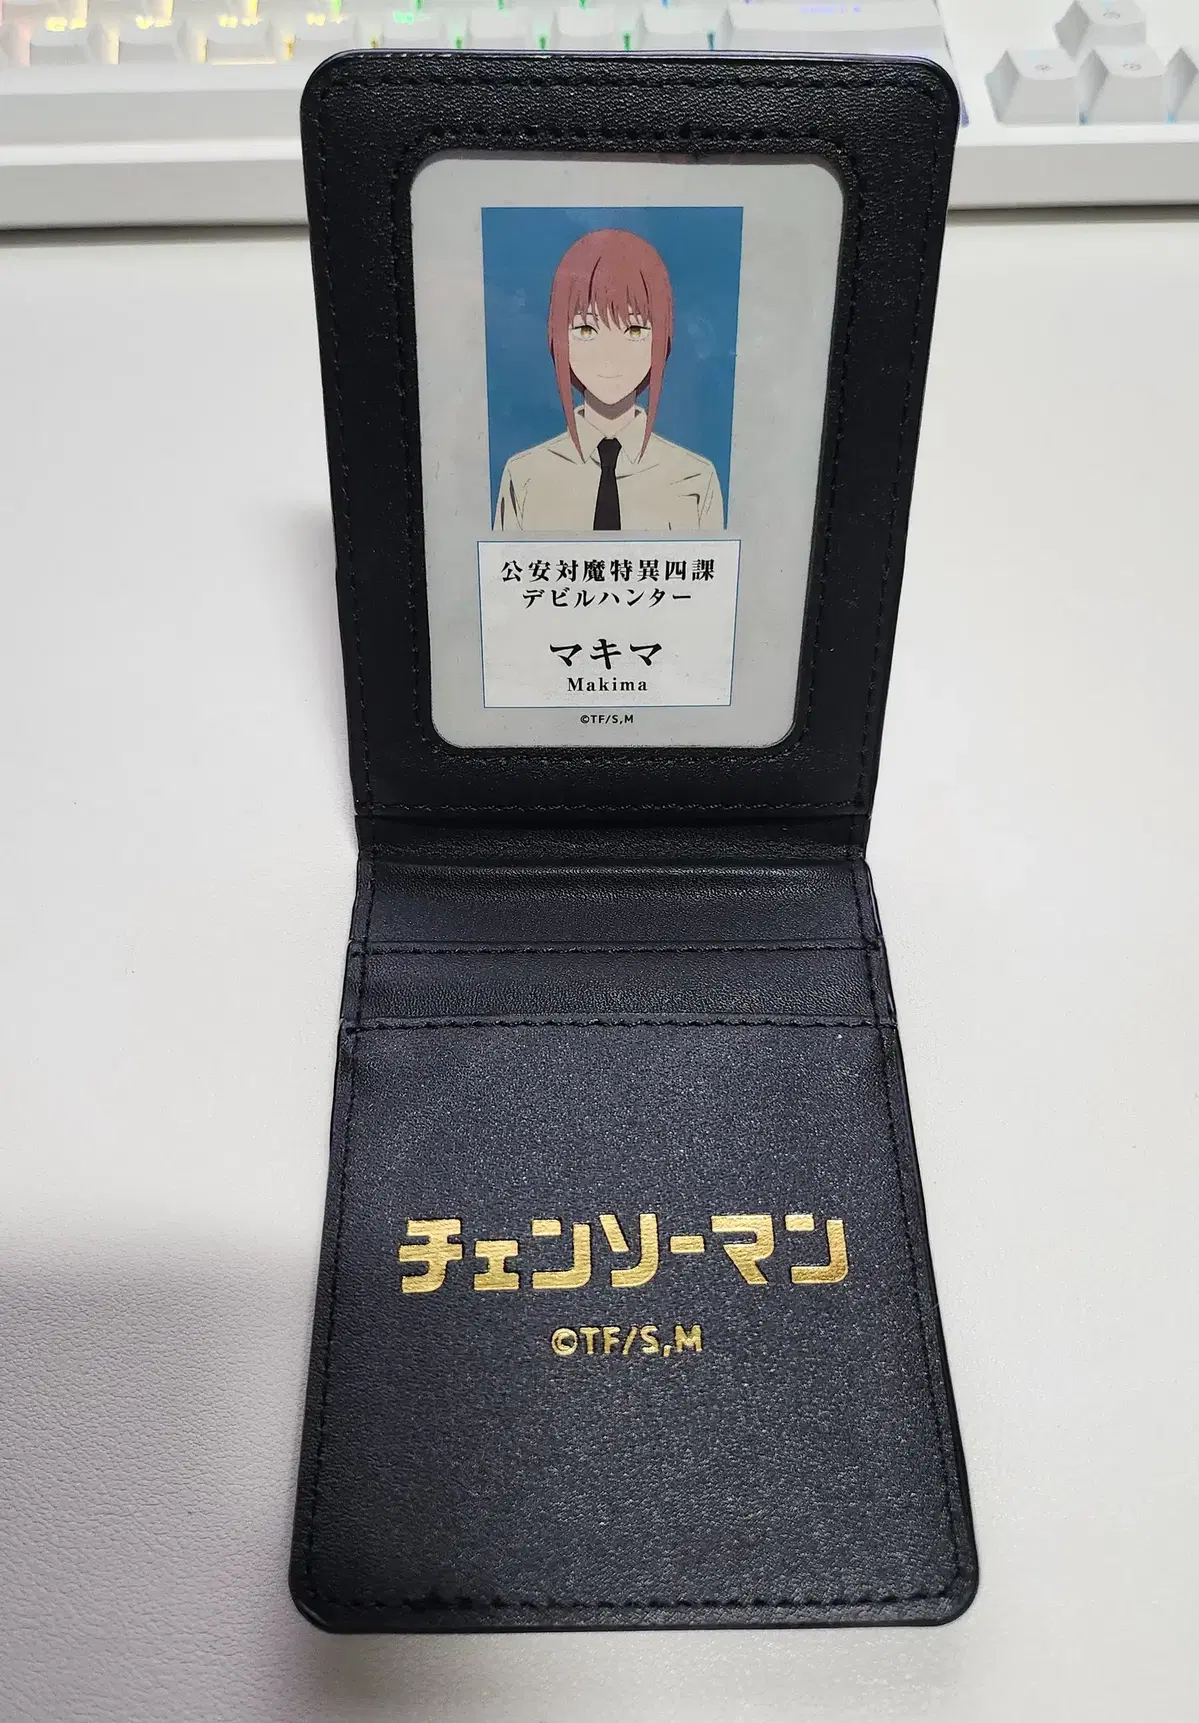 公安対魔特異四課
デビルハンター
マキマ
Makima
©TF/S,M
チェンソーマン
©TF/S,M